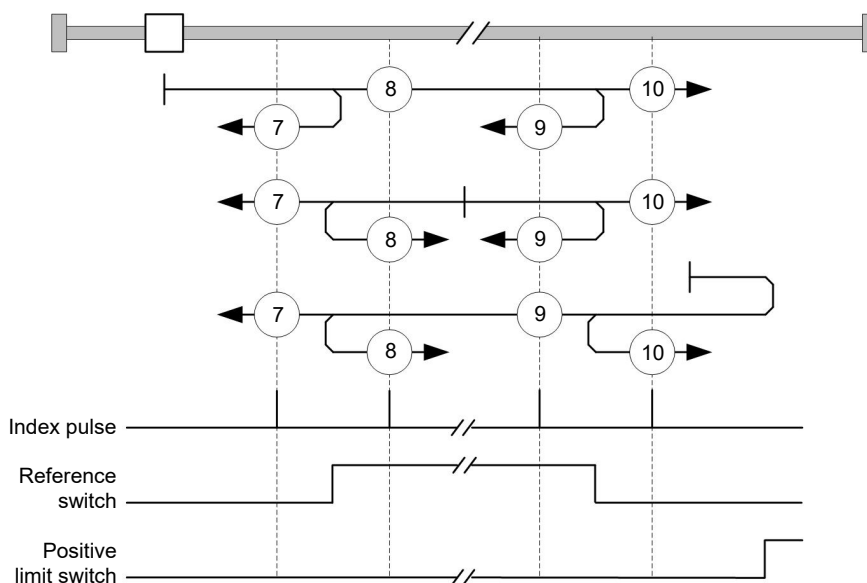 8 10
7 9
7 10
8 9
7 9
8 10
Index pulse
Reference
switch
Positive
limit switch